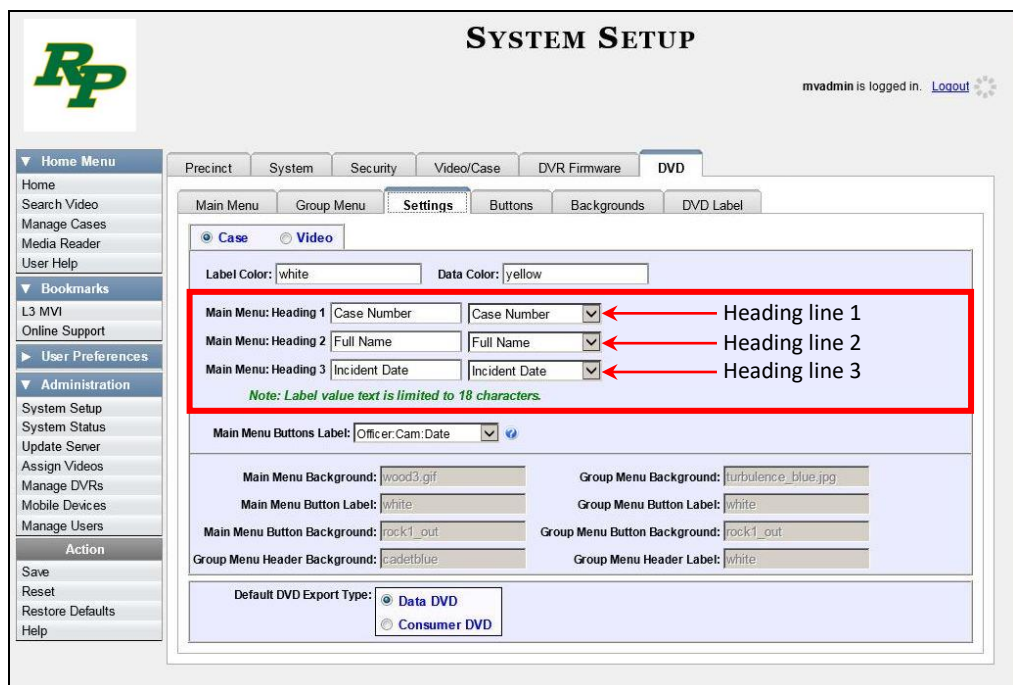 SYSTEM SETUP
RP
mvadmin is logged in. Logout
▼ Home Menu
Home
Search Video
Manage Cases
Media Reader
User Help
▼ Bookmarks
L3 MVI
Online Support
▶ User Preferences
▼ Administration
System Setup
System Status
Update Server
Assign Videos
Manage DVRs
Mobile Devices
Manage Users
Action
Save
Reset
Restore Defaults
Help
Precinct System Security Video/Case DVR Firmware DVD
Main Menu Group Menu Settings Buttons Backgrounds DVD Label
Case Video
Label Color: white Data Color: yellow
Main Menu: Heading 1 Case Number Case Number Heading line 1
Main Menu: Heading 2 Full Name Full Name Heading line 2
Main Menu: Heading 3 Incident Date Incident Date Heading line 3
Note: Label value text is limited to 18 characters.
Main Menu Buttons Label: Officer:Cam:Date ?
Main Menu Background: wood3.gif Group Menu Background: turbulence_blue.jpg
Main Menu Button Label: white Group Menu Button Label: white
Main Menu Button Background: rock1_out Group Menu Button Background: rock1_out
Group Menu Header Background: cadetblue Group Menu Header Label: white
Default DVD Export Type: Data DVD
Consumer DVD